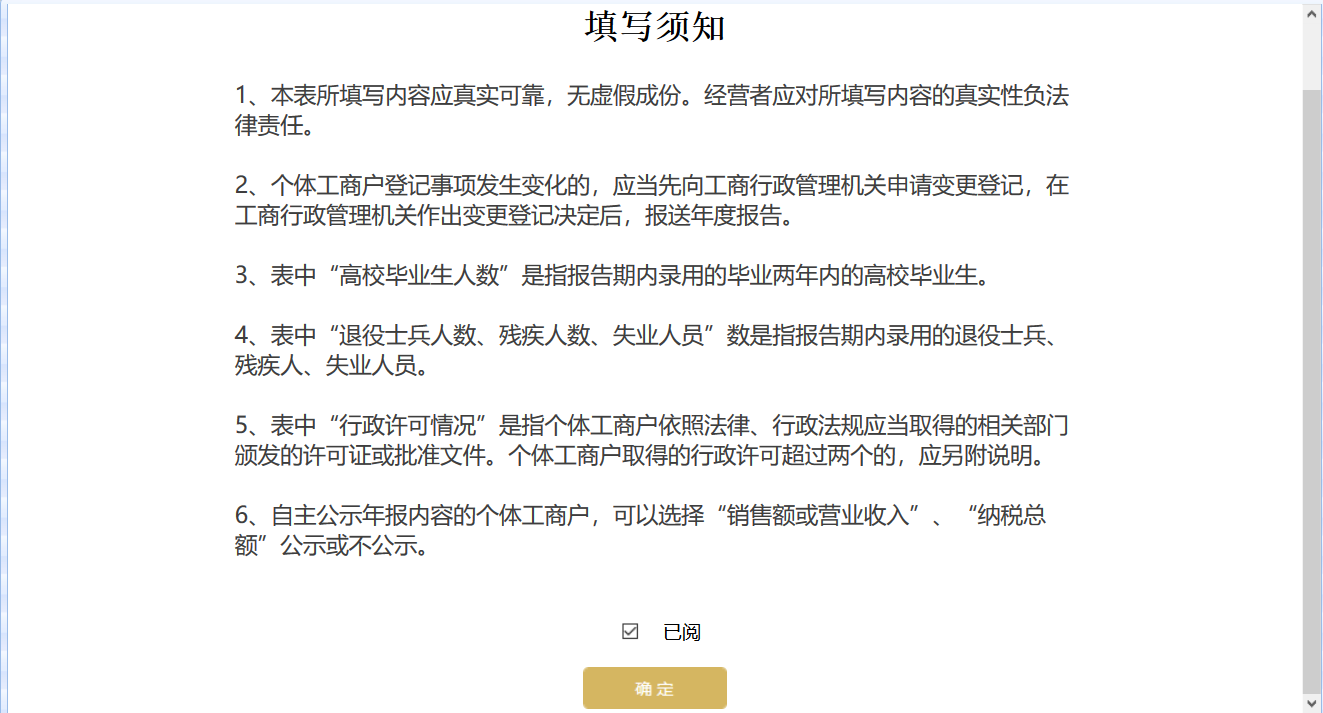 填写须知
1、本表所填写内容应真实可靠，无虚假成份。经营者应对所填写内容的真实性负法
律责任。
2、个体工商户登记事项发生变化的，应当先向工商行政管理机关申请变更登记，在
工商行政管理机关作出变更登记决定后，报送年度报告。
3、表中“高校毕业生人数”是指报告期内录用的毕业两年内的高校毕业生。
4、表中“退役士兵人数、残疾人数、失业人员”数是指报告期内录用的退役士兵、
残疾人、失业人员。
5、表中“行政许可情况”是指个体工商户依照法律、行政法规应当取得的相关部门
颁发的许可证或批准文件。个体工商户取得的行政许可超过两个的，应另附说明。
6、自主公示年报内容的个体工商户，可以选择“销售额或营业收入”、“纳税总
额”公示或不公示。
已阅
确 定